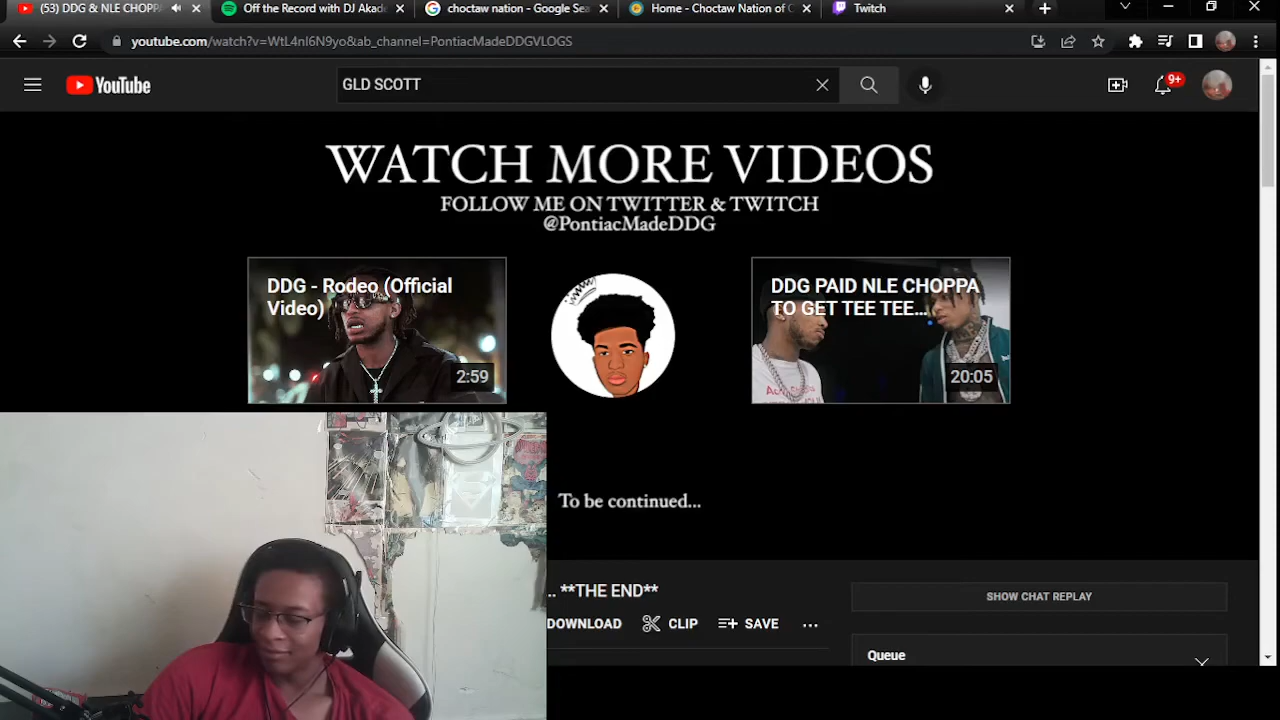 (53) DDG & NLE CHOPPA
Off the Record with DJ Akade
choctaw nation - Google Sea
Home - Choctaw Nation of O
Twitch
youtube.com/watch?v=WtL4nI6N9yo&ab_channel=PontiacMadeDDGVLOGS
YouTube
GLD SCOTT
9+
WATCH MORE VIDEOS
FOLLOW ME ON TWITTER & TWITCH
@PontiacMadeDDG
DDG - Rodeo (Official
Video)
2:59
DDG PAID NLE CHOPPA
TO GET TEE TEE...
20:05
To be continued...
.. **THE END**
SHOW CHAT REPLAY
DOWNLOAD
CLIP
SAVE
Queue